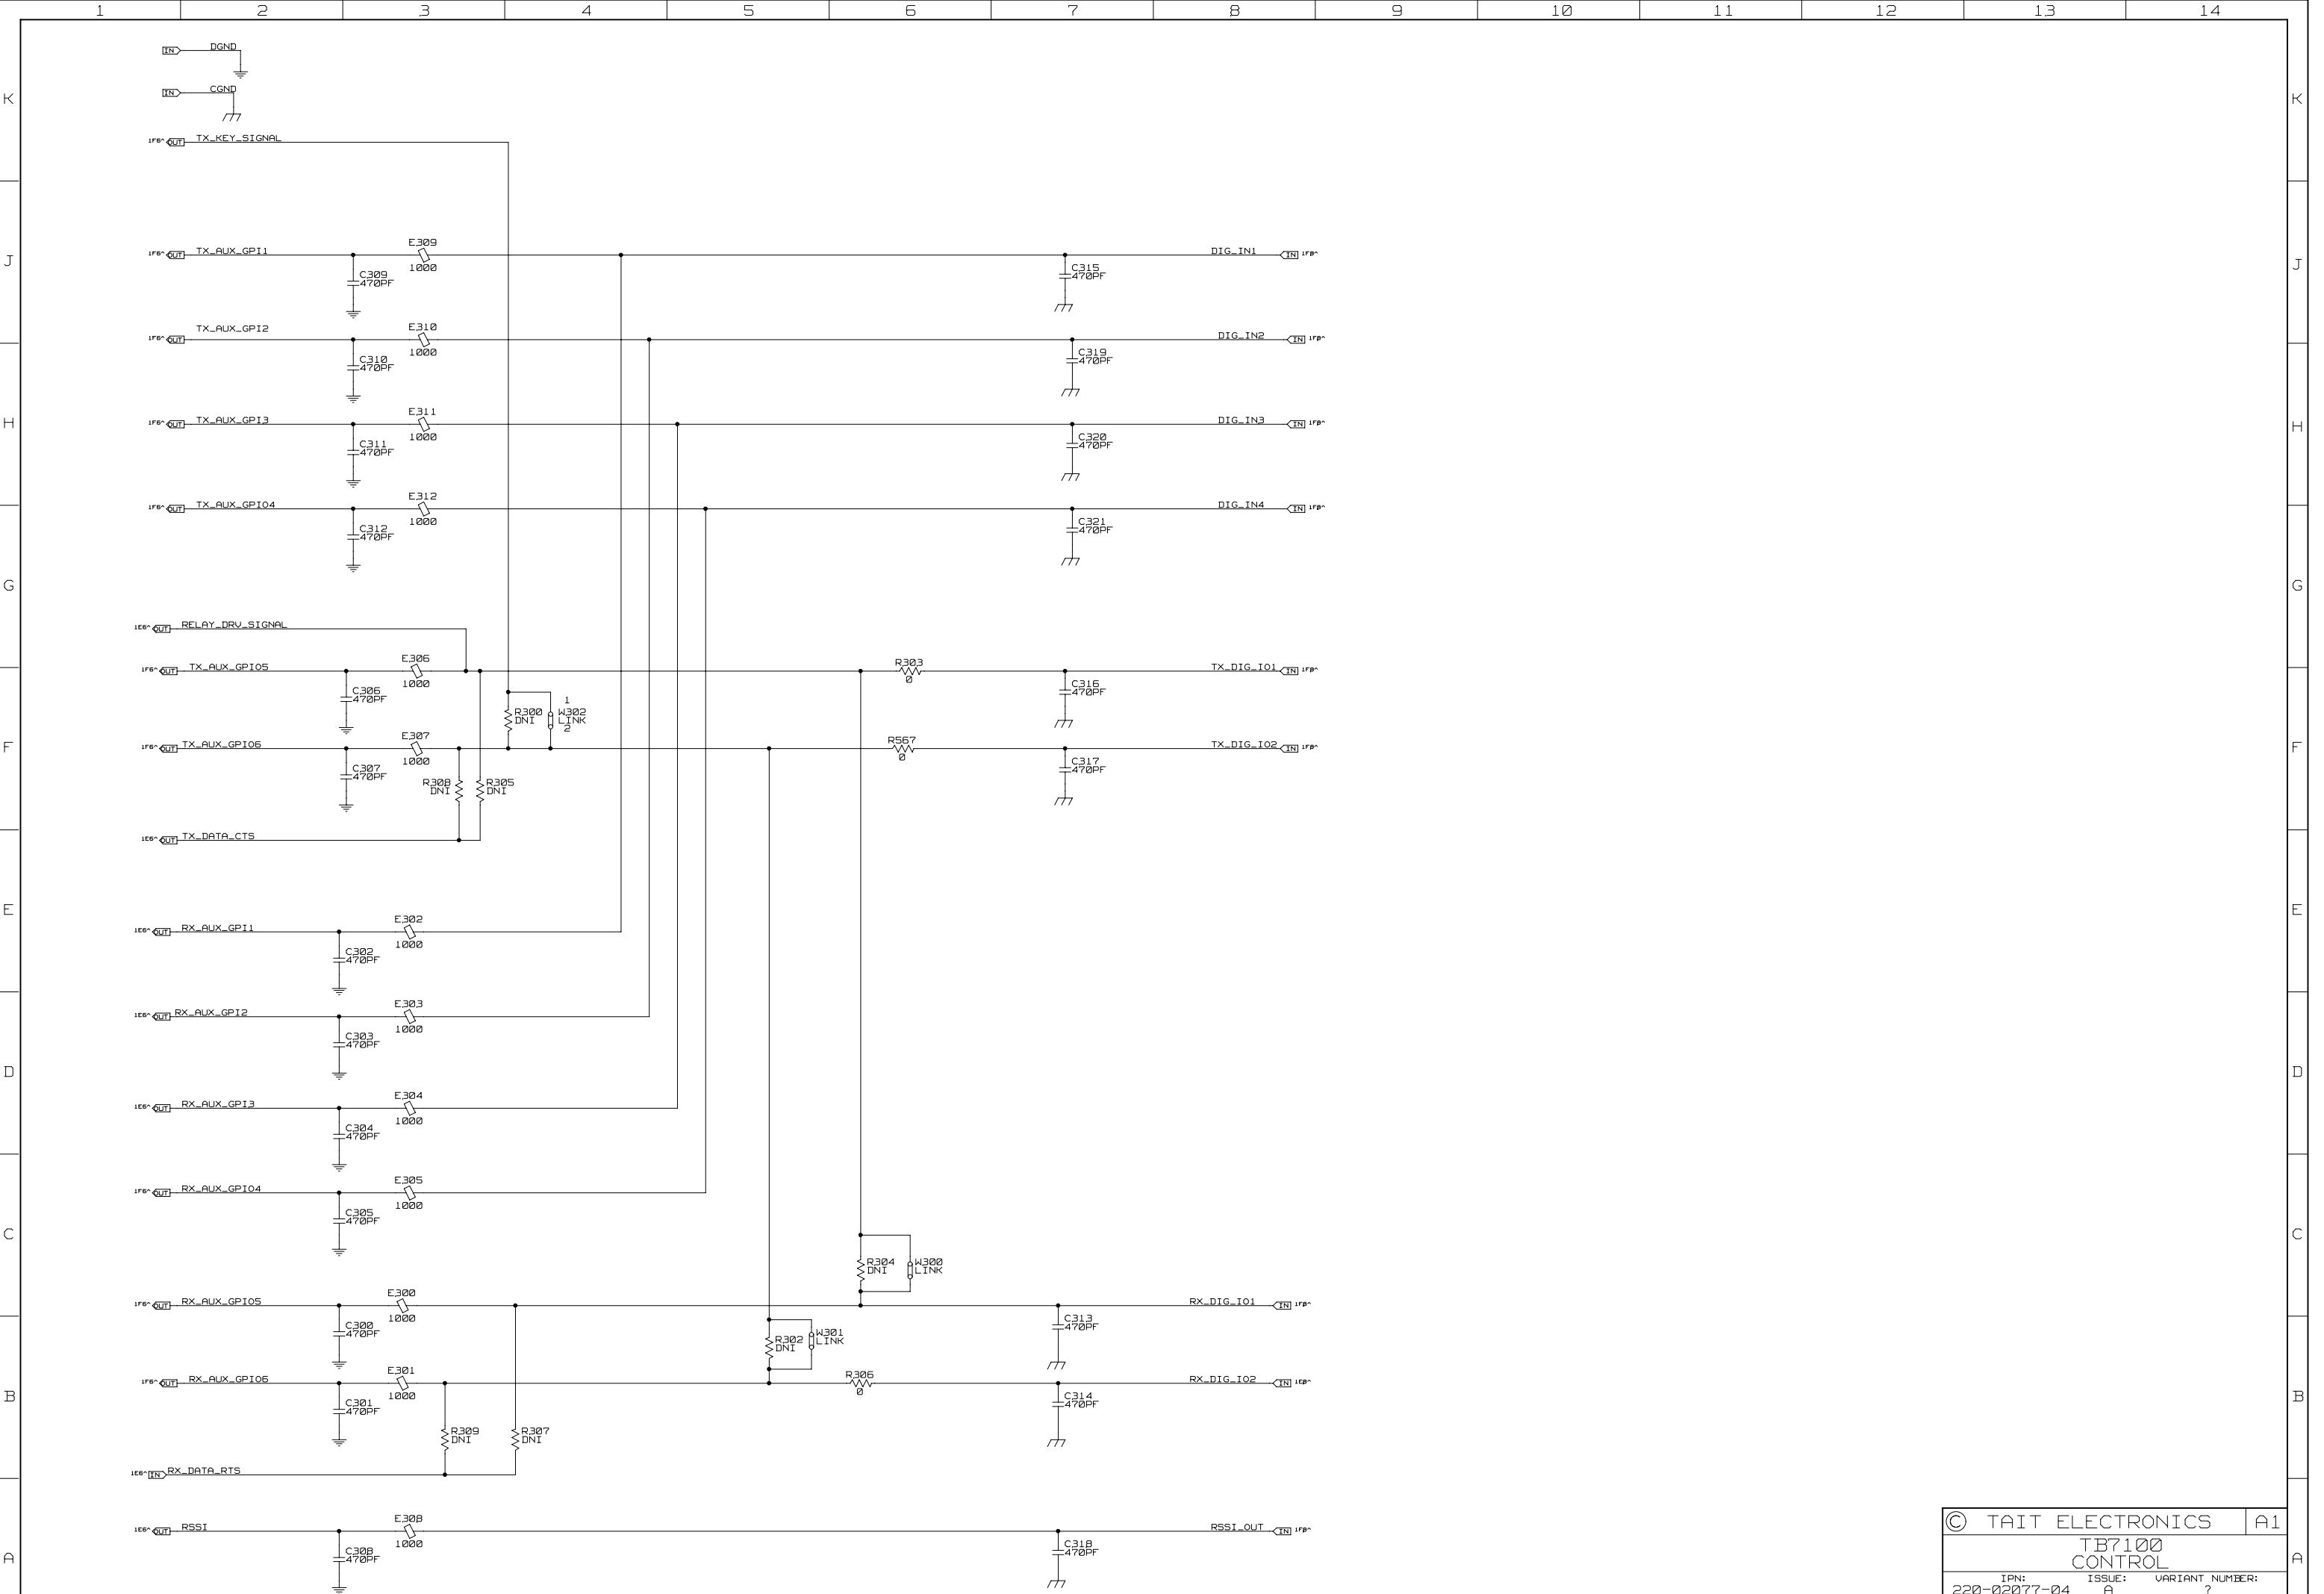 1 2 3 4 5 6 7 8 9 10 11 12 13 14
IN DGND
K K
IN CGND
OUT TX_KEY_SIGNAL
J J
OUT TX_AUX_GPI1 E309 1000 DIG_IN1 IN
C309 470PF C315 470PF
OUT TX_AUX_GPI2 E310 1000 DIG_IN2 IN
C310 470PF C319 470PF
H H
OUT TX_AUX_GPI3 E311 1000 DIG_IN3 IN
C311 470PF C320 470PF
OUT TX_AUX_GPIO4 E312 1000 DIG_IN4 IN
C312 470PF C321 470PF
G G
OUT RELAY_DRV_SIGNAL
OUT TX_AUX_GPIO5 E306 1000 R303 0 TX_DIG_IO1 IN
C306 470PF R300 DNI 1 W302 LINK 2 C316 470PF
F F
OUT TX_AUX_GPIO6 E307 1000 R567 0 TX_DIG_IO2 IN
C307 470PF R308 DNI R305 DNI C317 470PF
OUT TX_DATA_CTS
E E
OUT RX_AUX_GPI1 E302 1000
C302 470PF
OUT RX_AUX_GPI2 E303 1000
C303 470PF
D D
OUT RX_AUX_GPI3 E304 1000
C304 470PF
OUT RX_AUX_GPIO4 E305 1000
C305 470PF
C C
R304 DNI W300 LINK
OUT RX_AUX_GPIO5 E300 1000 RX_DIG_IO1 IN
C300 470PF R302 DNI W301 LINK C313 470PF
OUT RX_AUX_GPIO6 E301 1000 R306 0 RX_DIG_IO2 IN
B B
C301 470PF C314 470PF
R309 DNI R307 DNI
IN RX_DATA_RTS
OUT RSSI E308 1000 RSSI_OUT IN
C308 470PF C318 470PF
A A
© TAIT ELECTRONICS A1
TB7100
CONTROL
IPN: ISSUE: VARIANT NUMBER:
220-02077-04 A ?